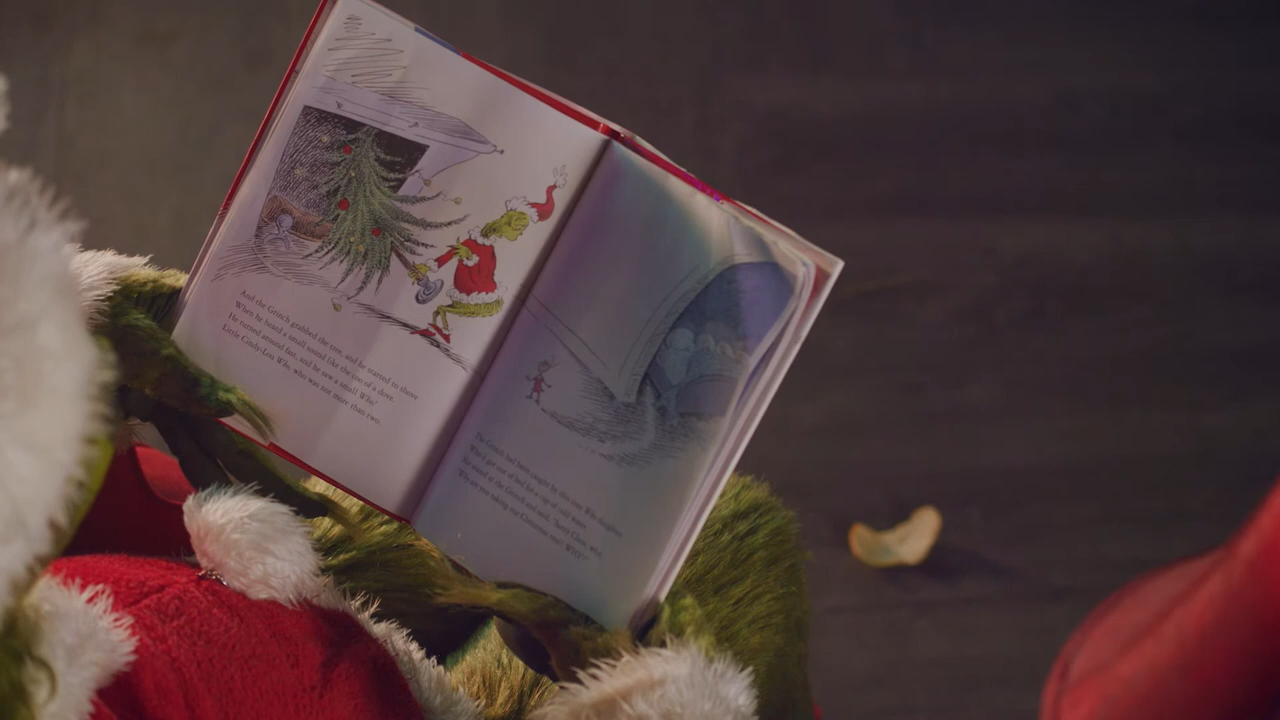 And the Grinch grabbed the tree, and he started to shove
When he heard a small sound like the coo of a dove.
He turned around fast, and he saw a small Who!
Little Cindy-Lou Who, who was not more than two.
The Grinch had been caught by this tiny Who daughter
Who'd got out of bed for a cup of cold water.
She stared at the Grinch and said, "Santy Claus, why,
Why are you taking our Christmas tree? WHY?"